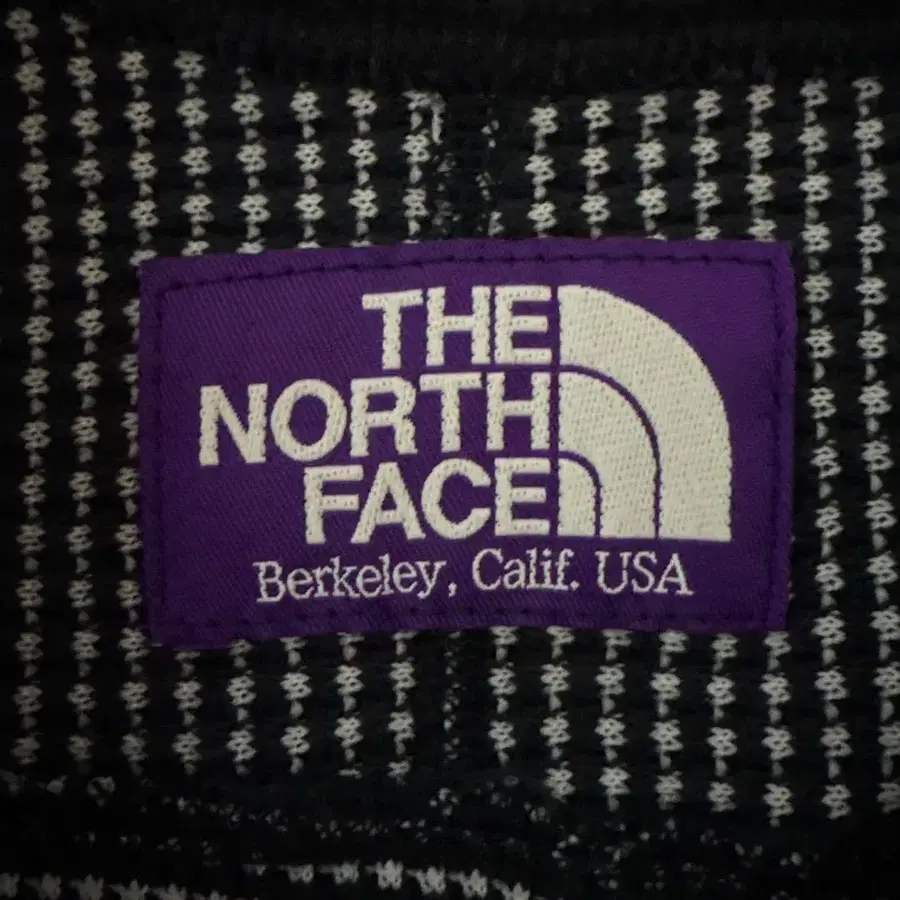 THE
NORTH
FACE
Berkeley, Calif. USA